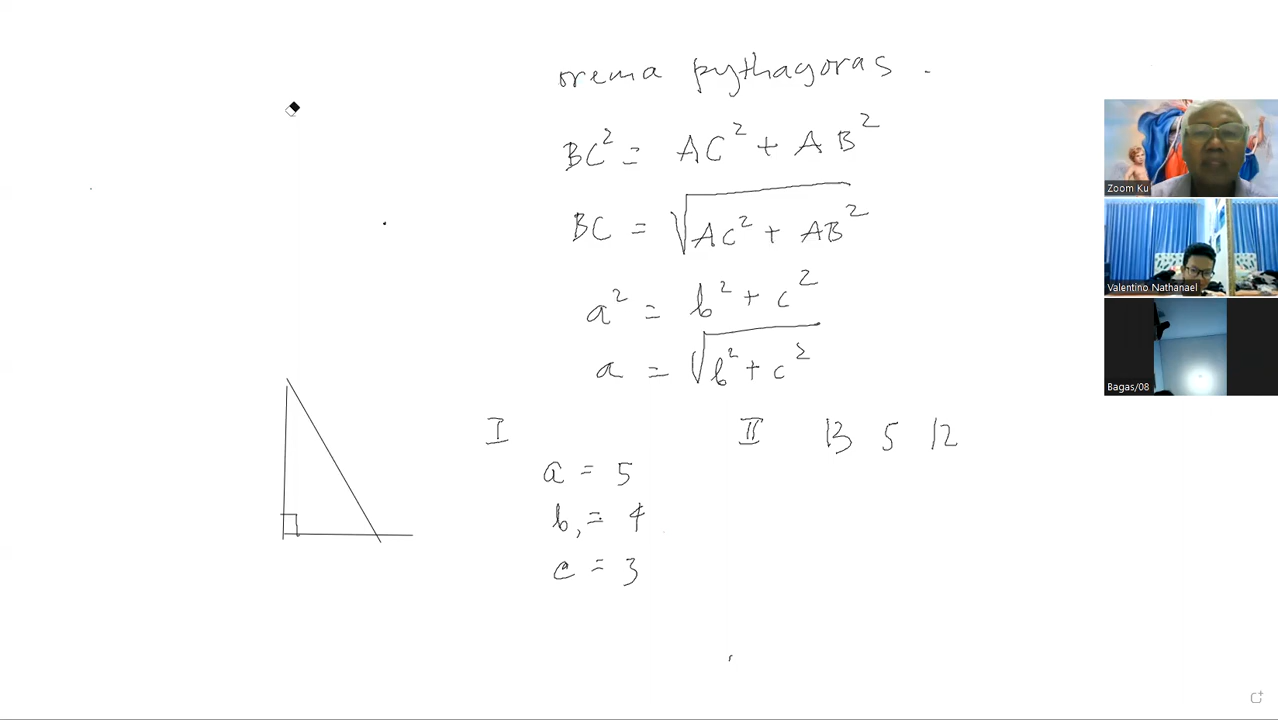 orema pythagoras.
BC² = AC² + AB²
BC = √AC² + AB²
a² = b² + c²
a = √b² + c²
I
II 13 5 12
a = 5
b, = 4
c = 3
Zoom Ku
Valentino Nathanael
Bagas/08